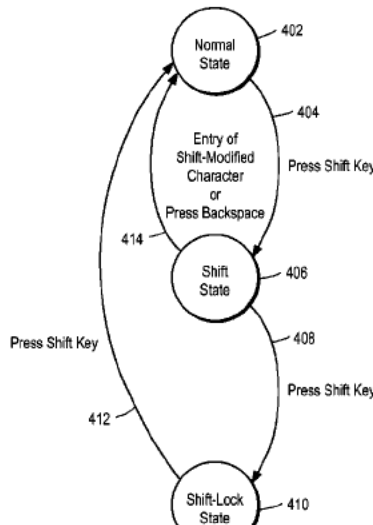 Normal
State
402
404
Entry of
Shift-Modified
Character
or
Press Backspace
Press Shift Key
414
Shift
State
406
408
Press Shift Key
Press Shift Key
412
Shift-Lock
State
410